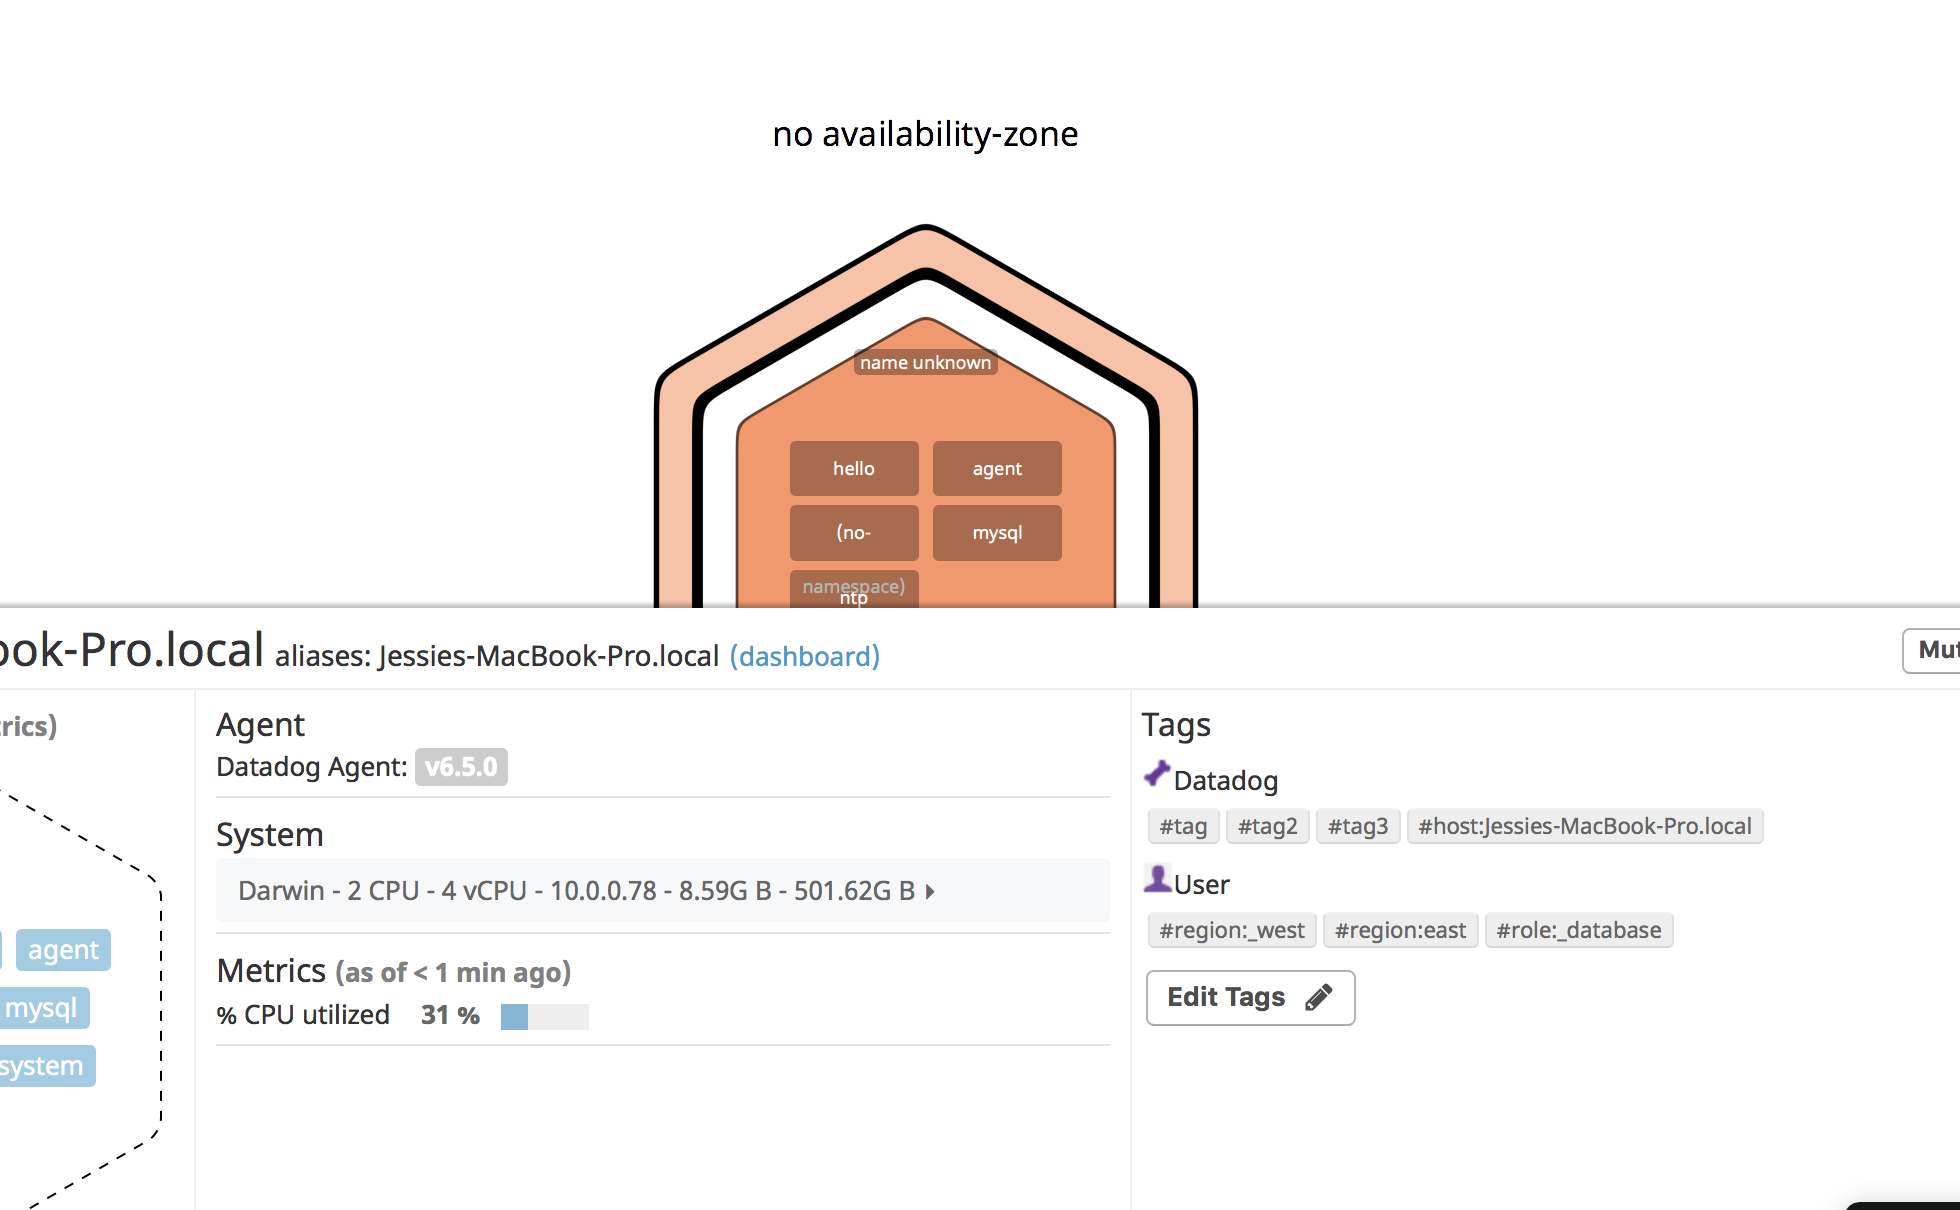 no availability-zone
name unknown
hello
agent
(no-
namespace)
mysql
ntp
ook-Pro.local aliases: Jessies-MacBook-Pro.local (dashboard)
Mut
rics)
agent
mysql
system
Agent
Datadog Agent: v6.5.0
System
Darwin - 2 CPU - 4 vCPU - 10.0.0.78 - 8.59G B - 501.62G B
Metrics (as of < 1 min ago)
% CPU utilized 31 %
Tags
Datadog
#tag #tag2 #tag3 #host:Jessies-MacBook-Pro.local
User
#region:_west #region:east #role:_database
Edit Tags